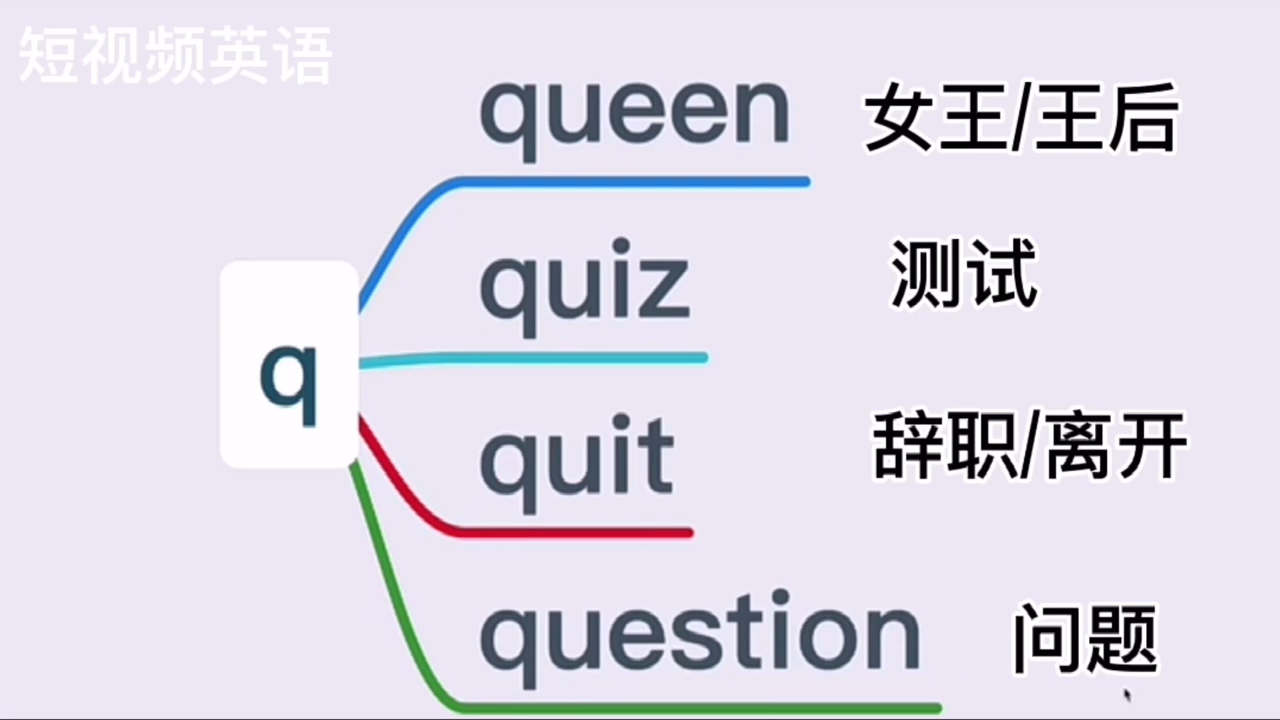 短视频英语
queen 女王/王后
quiz 测试
q
quit 辞职/离开
question 问题